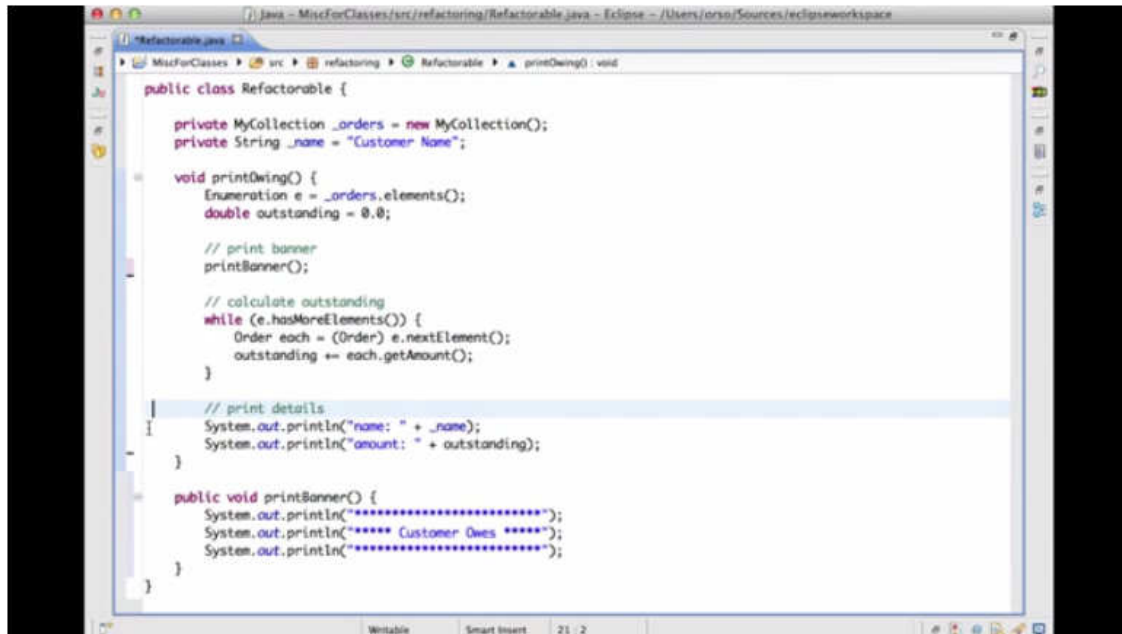 Java - MiscForClasses/src/refactoring/Refactorable.java - Eclipse - /Users/orso/Sources/eclipseworkspace
*Refactorable.java
MiscForClasses src refactoring Refactorable printOwing() : void
public class Refactorable {
private MyCollection _orders = new MyCollection();
private String _name = "Customer Name";
void printOwing() {
Enumeration e = _orders.elements();
double outstanding = 0.0;
// print banner
printBanner();
// calculate outstanding
while (e.hasMoreElements()) {
Order each = (Order) e.nextElement();
outstanding += each.getAmount();
}
// print details
System.out.println("name: " + _name);
System.out.println("amount: " + outstanding);
}
public void printBanner() {
System.out.println("**************************");
System.out.println("***** Customer Owes *****");
System.out.println("**************************");
}
}
Writable Smart Insert 21 : 2